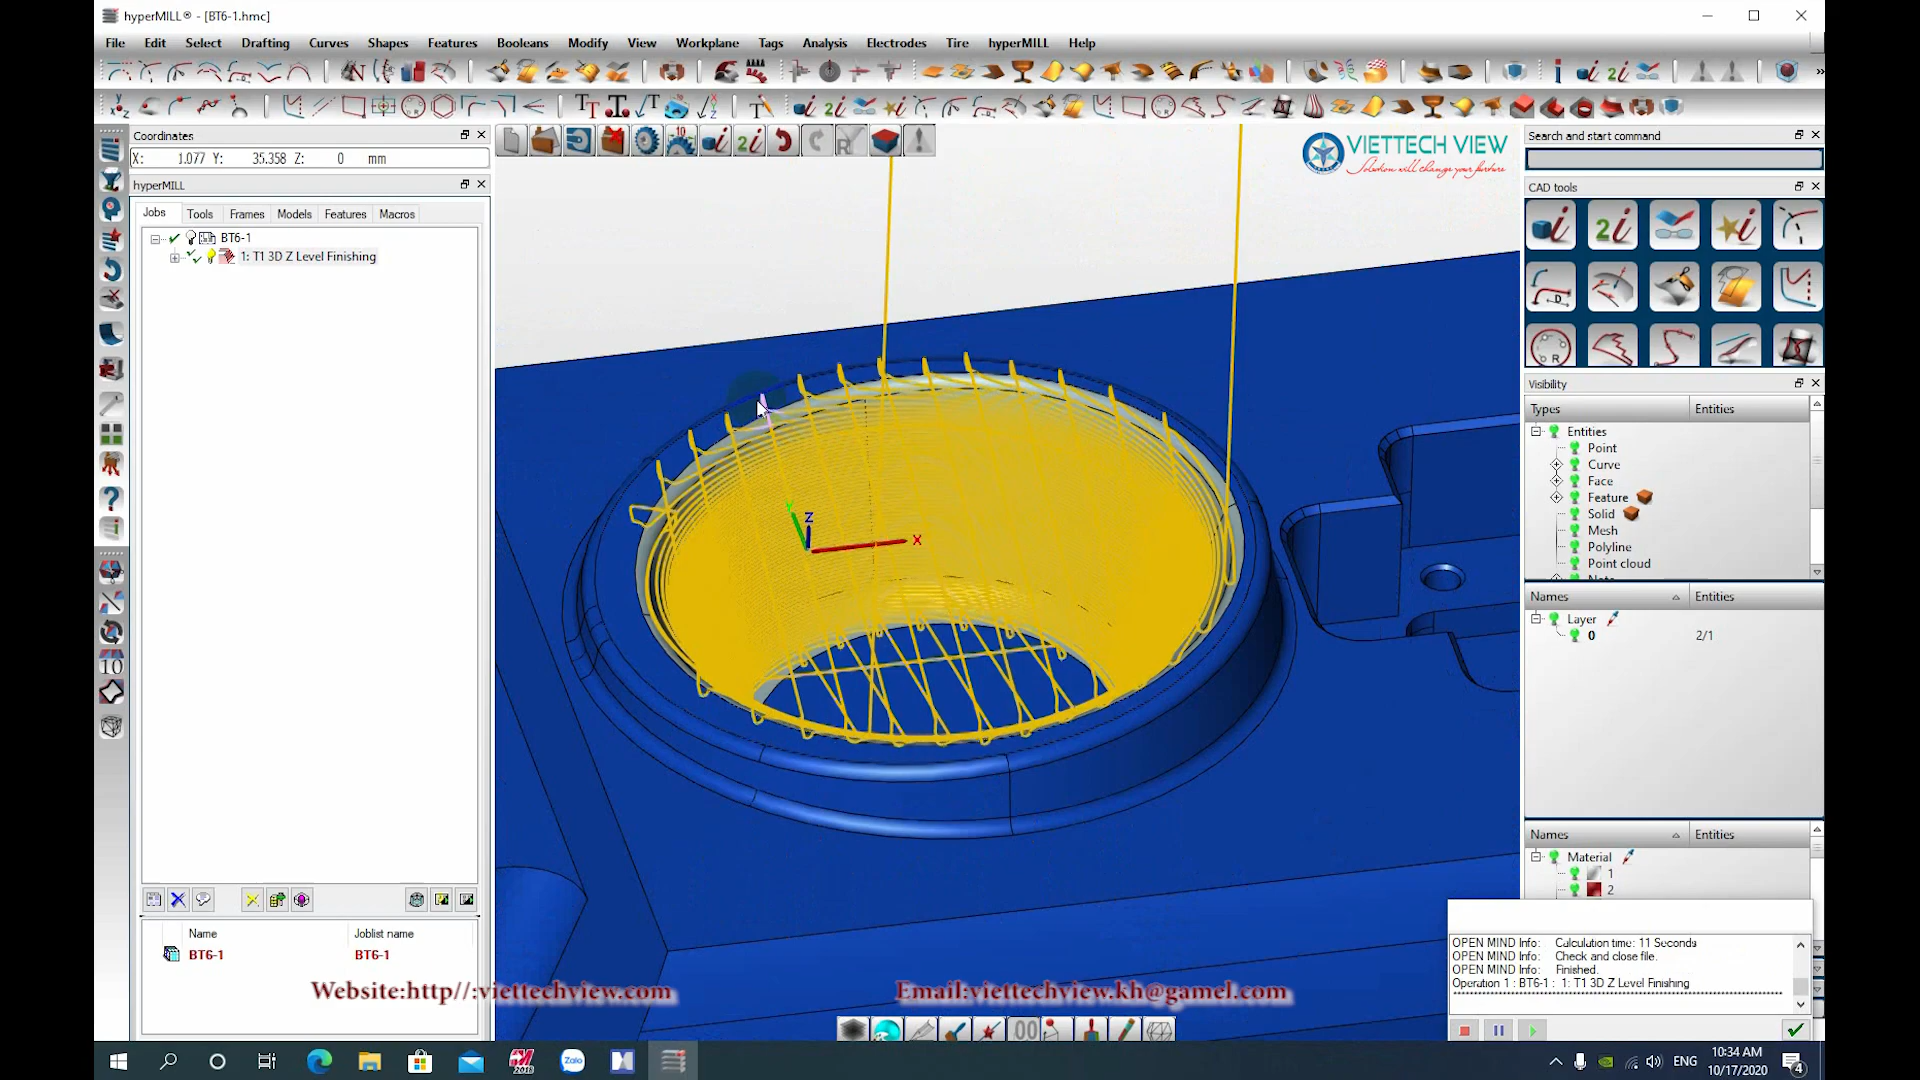 hyperMILL® - [BT6-1.hmc]
File Edit Select Drafting Curves Shapes Features Booleans Modify View Workplane Tags Analysis Electrodes Tire hyperMILL Help
Coordinates
X: 1.077 Y: 35.358 Z: 0 mm
hyperMILL
Jobs Tools Frames Models Features Macros
BT6-1
1: T1 3D Z Level Finishing
Name Joblist name
BT6-1 BT6-1
VIETTECH VIEW
Solution will change your furture
Y
Z
X
Search and start command
CAD tools
Visibility
Types Entities
Entities
Point
Curve
Face
Feature
Solid
Mesh
Polyline
Point cloud
Names Entities
Layer
0 2/1
Names Entities
Material
1
2
OPEN MIND Info: Calculation time: 11 Seconds
OPEN MIND Info: Check and close file.
OPEN MIND Info: Finished.
Operation 1 : BT6-1 : 1: T1 3D Z Level Finishing
Website:http//:viettechview.com
Email:viettechview.kh@gamel.com
2018
Zalo
ENG
10:34 AM
10/17/2020
4